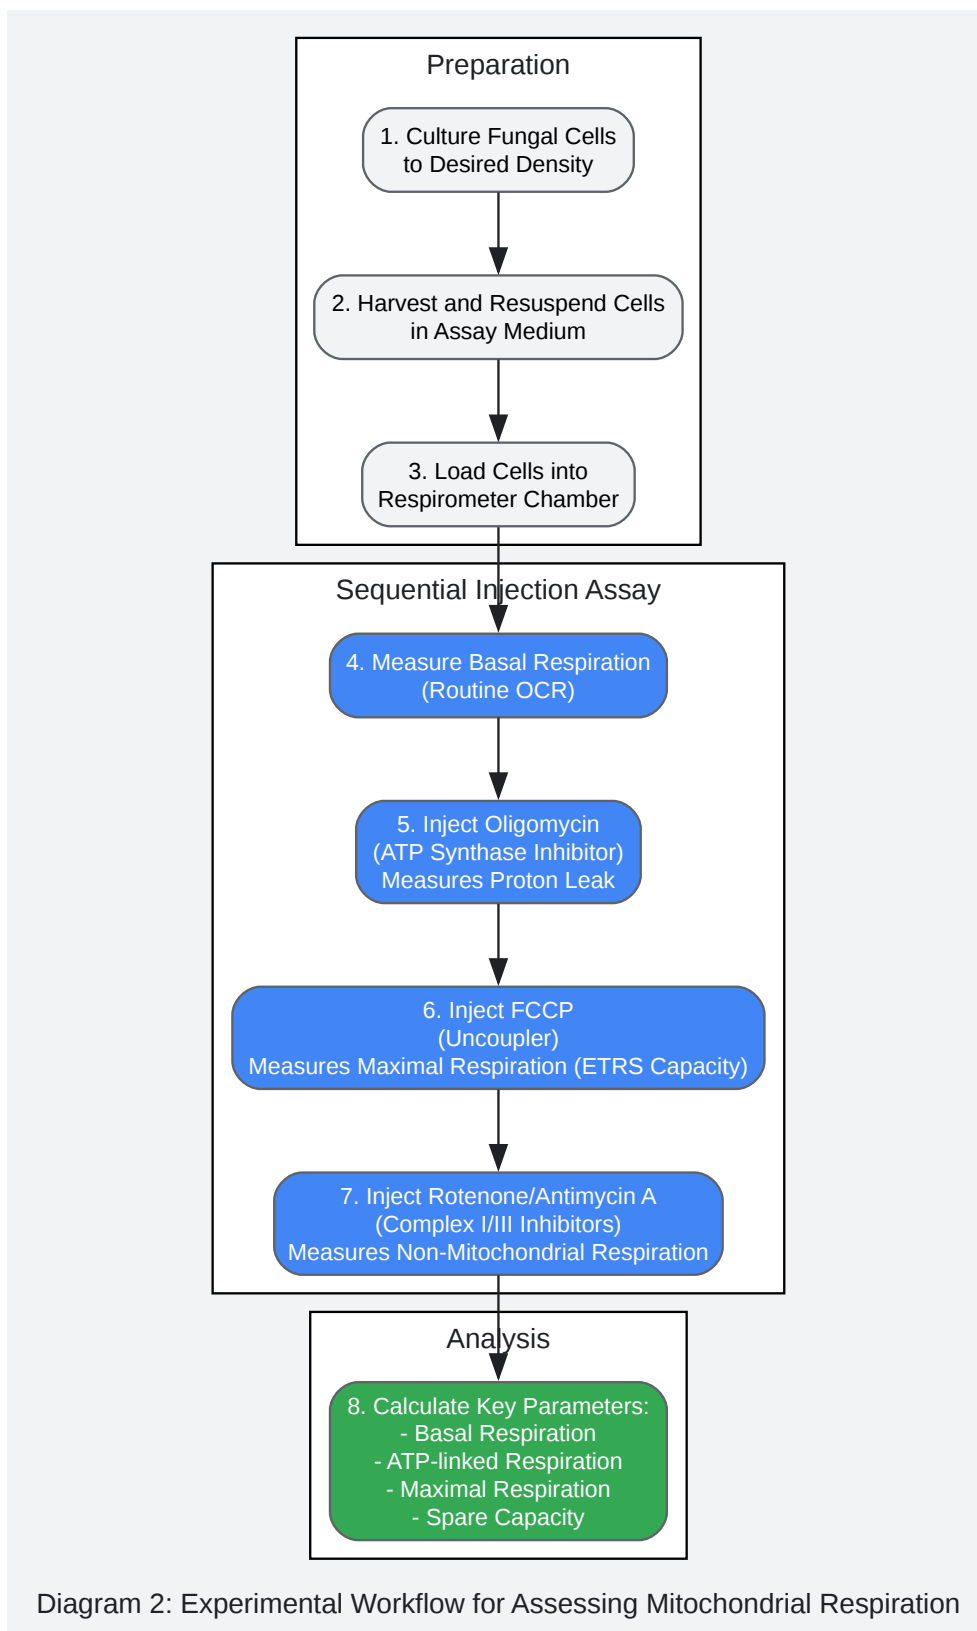 Preparation
1. Culture Fungal Cells
to Desired Density
2. Harvest and Resuspend Cells
in Assay Medium
3. Load Cells into
Respirometer Chamber
Sequential Injection Assay
4. Measure Basal Respiration
(Routine OCR)
5. Inject Oligomycin
(ATP Synthase Inhibitor)
Measures Proton Leak
6. Inject FCCP
(Uncoupler)
Measures Maximal Respiration (ETRS Capacity)
7. Inject Rotenone/Antimycin A
(Complex I/III Inhibitors)
Measures Non-Mitochondrial Respiration
Analysis
8. Calculate Key Parameters:
- Basal Respiration
- ATP-linked Respiration
- Maximal Respiration
- Spare Capacity
Diagram 2: Experimental Workflow for Assessing Mitochondrial Respiration